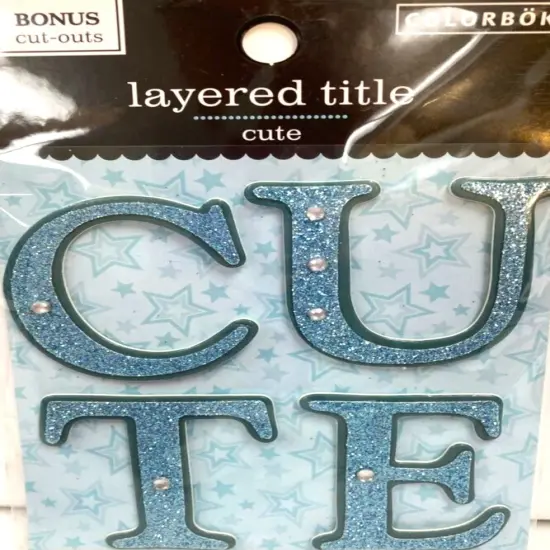 BONUS
cut-outs
COLORBÖK
layered title
cute
CU
TE